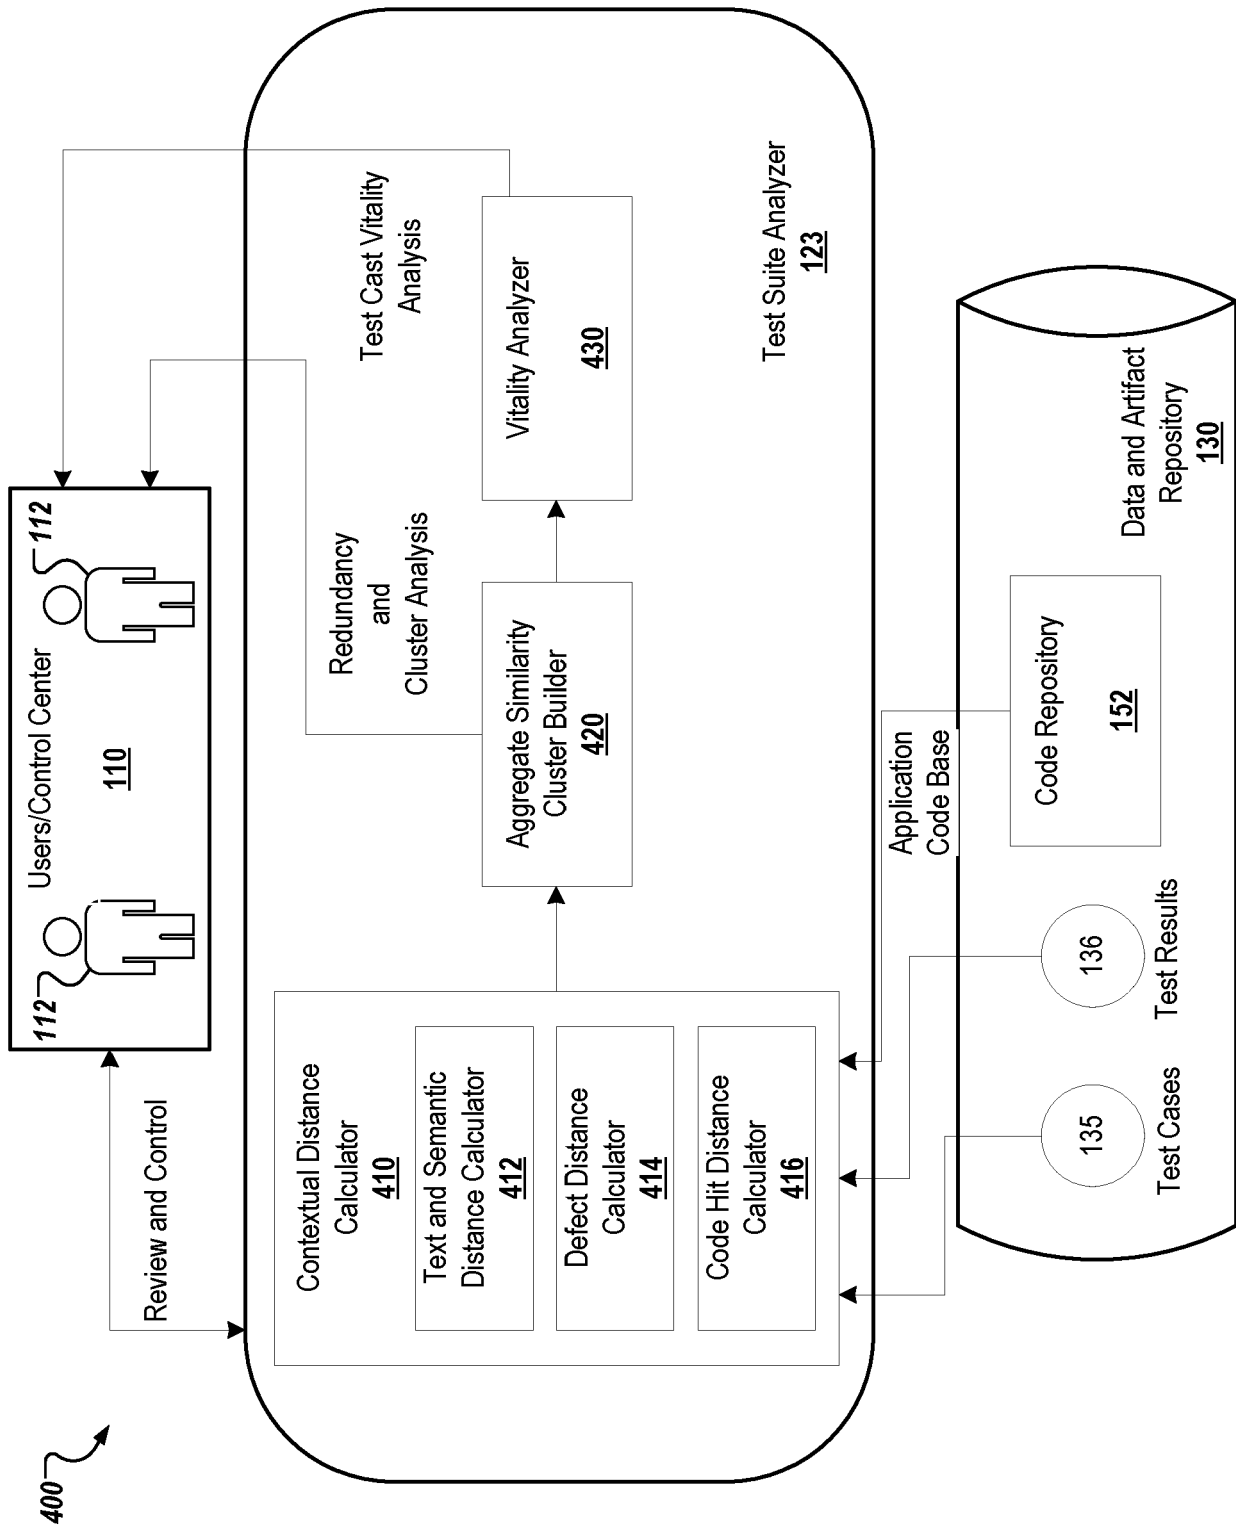 400
Review and Control
112
Users/Control Center
110
112
Contextual Distance
Calculator
410
Text and Semantic
Distance Calculator
412
Defect Distance
Calculator
414
Code Hit Distance
Calculator
416
Redundancy
and
Cluster Analysis
Aggregate Similarity
Cluster Builder
420
Test Cast Vitality
Analysis
Vitality Analyzer
430
Test Suite Analyzer
123
Application
Code Base
135
Test Cases
136
Test Results
Code Repository
152
Data and Artifact
Repository
130